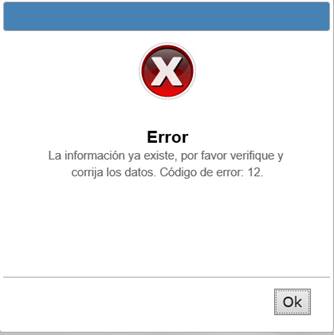 X
Error
La información ya existe, por favor verifique y
corrija los datos. Código de error: 12.
Ok